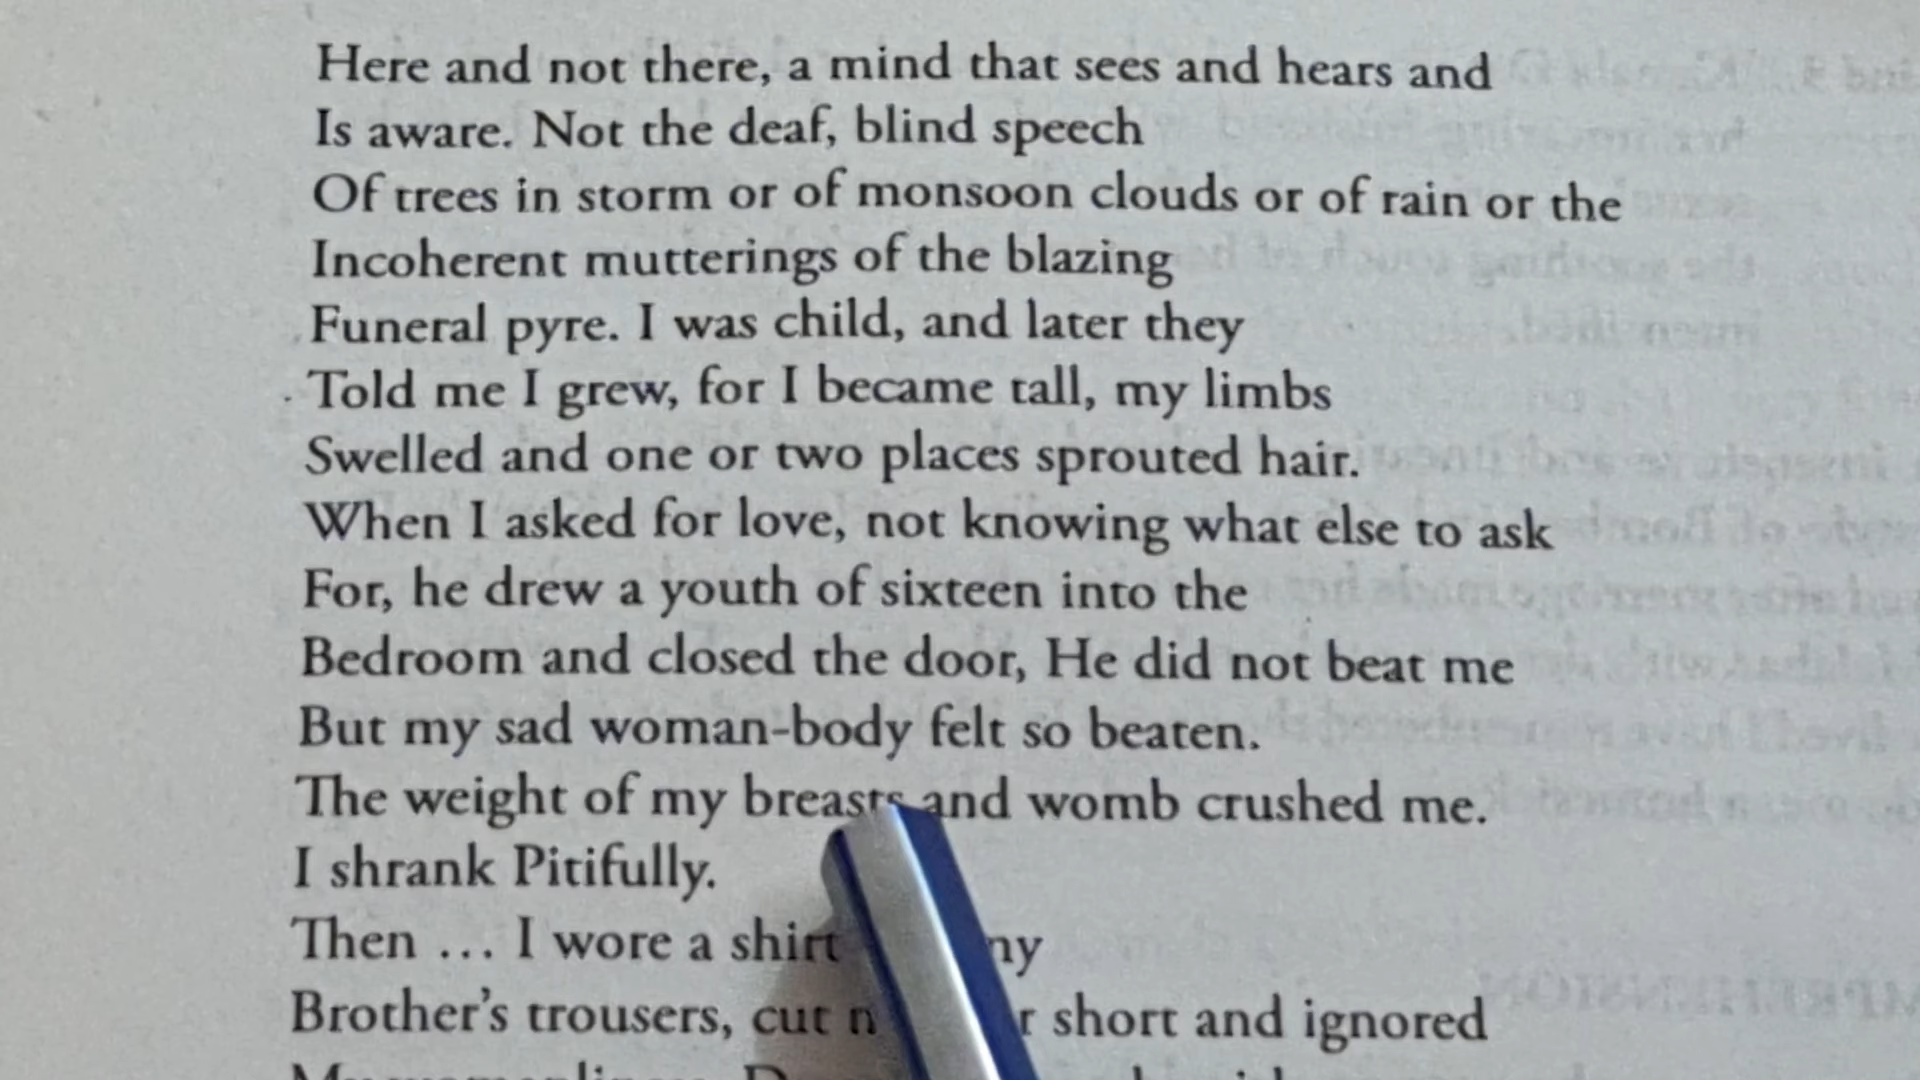 Here and not there, a mind that sees and hears and
Is aware. Not the deaf, blind speech
Of trees in storm or of monsoon clouds or of rain or the
Incoherent mutterings of the blazing
Funeral pyre. I was child, and later they
Told me I grew, for I became tall, my limbs
Swelled and one or two places sprouted hair.
When I asked for love, not knowing what else to ask
For, he drew a youth of sixteen into the
Bedroom and closed the door, He did not beat me
But my sad woman-body felt so beaten.
The weight of my breasts and womb crushed me.
I shrank Pitifully.
Then ... I wore a shirt
Brother's trousers, cut short and ignored